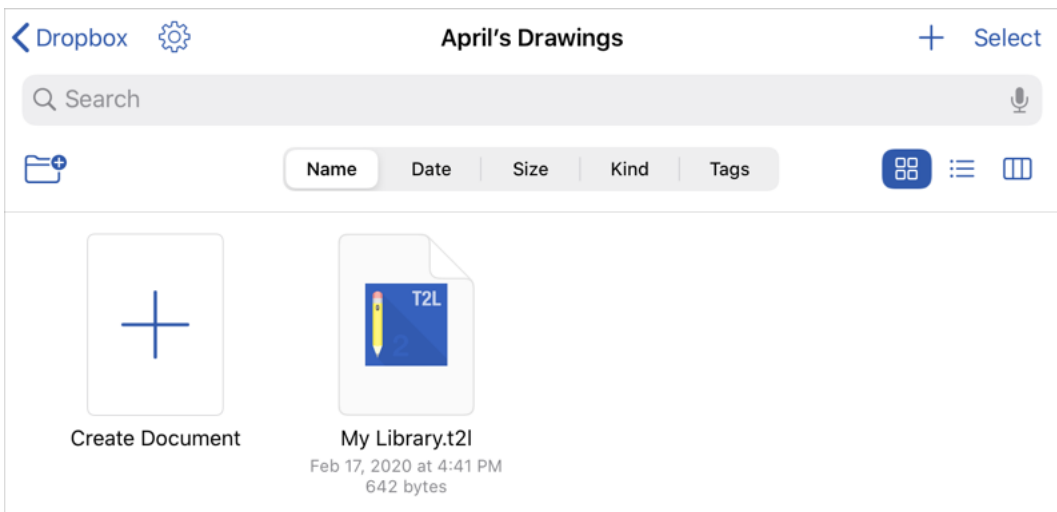 Dropbox
April's Drawings
Select
Search
Name
Date
Size
Kind
Tags
T2L
2
Create Document
My Library.t2l
Feb 17, 2020 at 4:41 PM
642 bytes